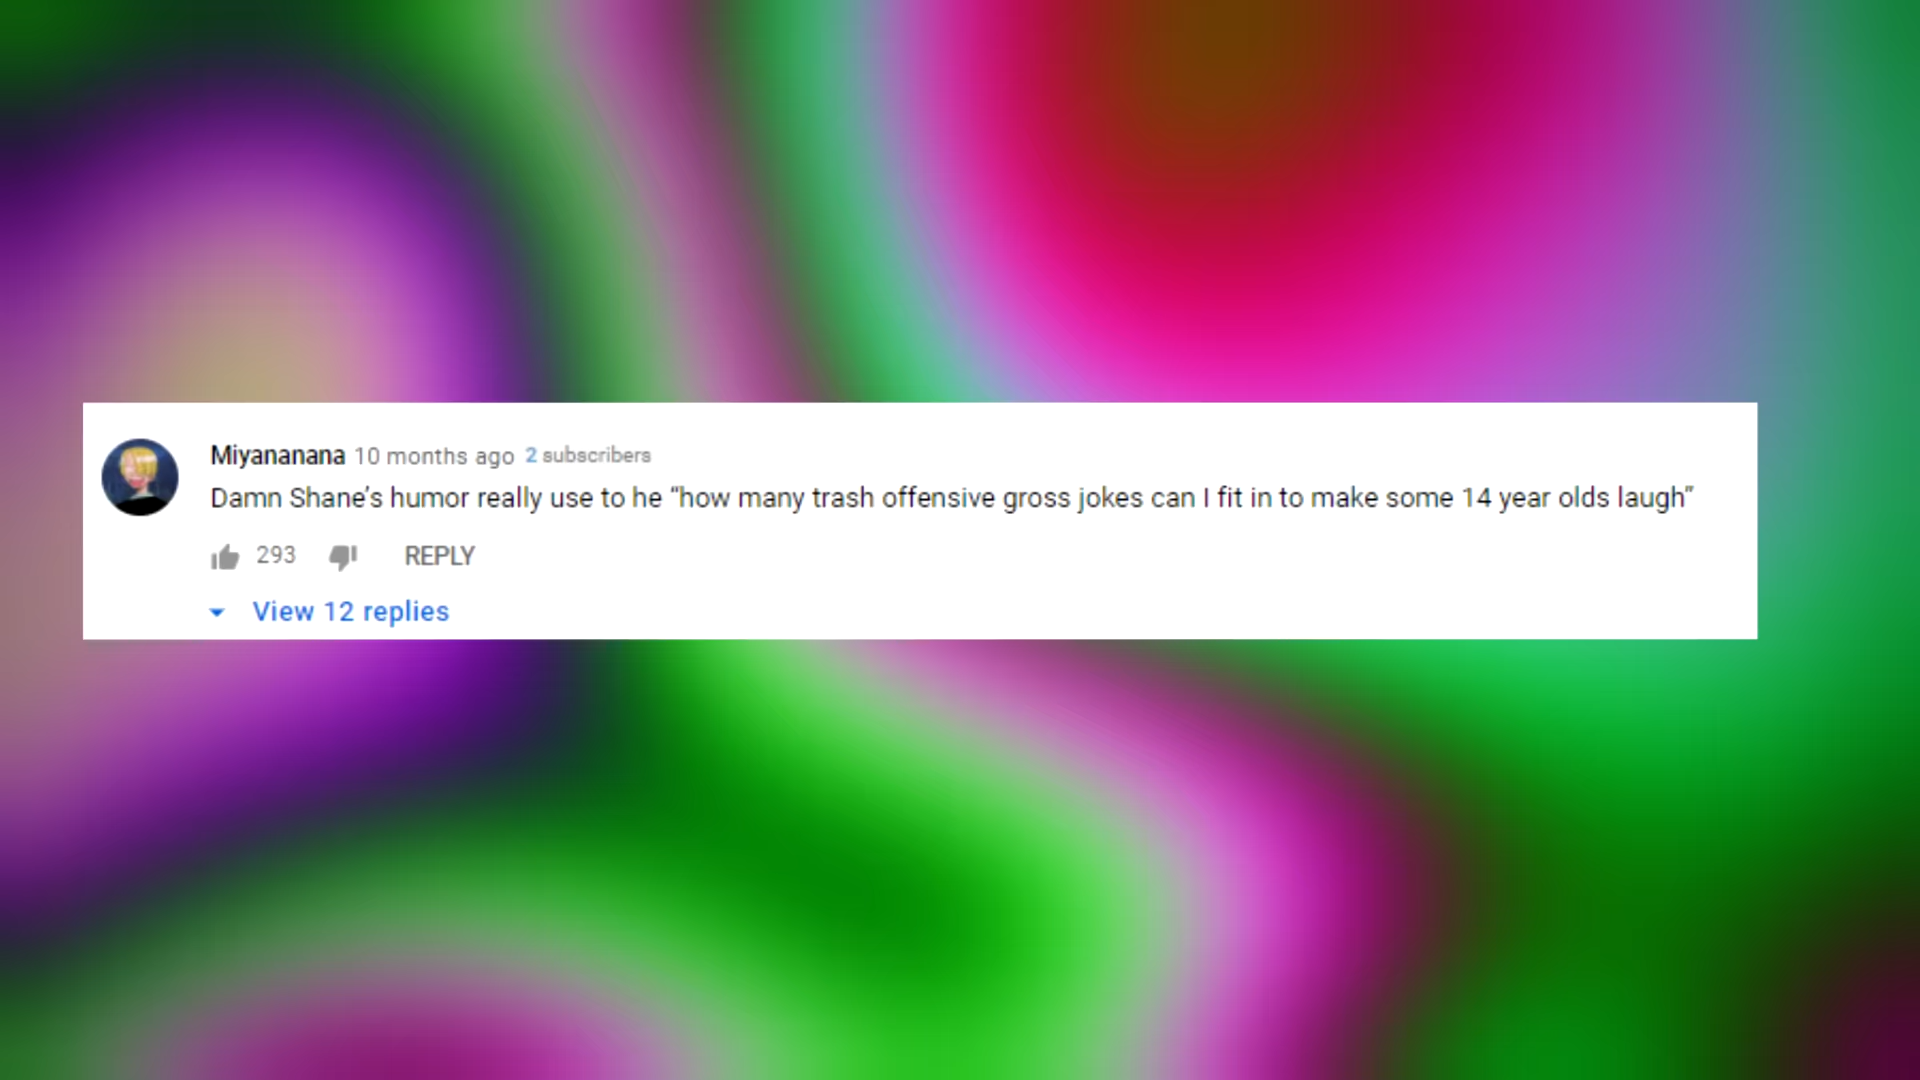 Miyananana 10 months ago 2 subscribers
Damn Shane’s humor really use to he “how many trash offensive gross jokes can I fit in to make some 14 year olds laugh”
293 REPLY
View 12 replies